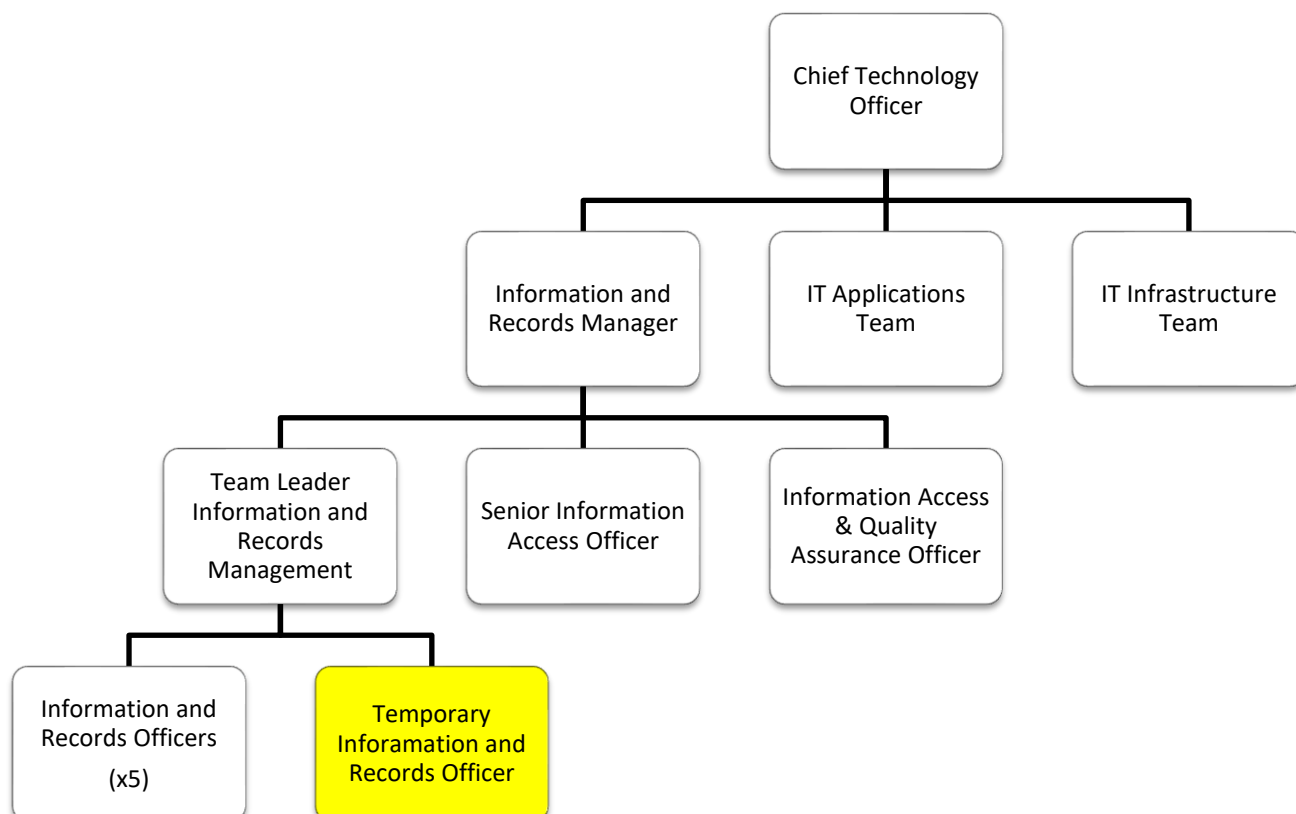 Chief Technology
Officer
Information and
Records Manager
IT Applications
Team
IT Infrastructure
Team
Team Leader
Information and
Records
Management
Senior Information
Access Officer
Information Access
& Quality
Assurance Officer
Information and
Records Officers
(x5)
Temporary
Inforamation and
Records Officer